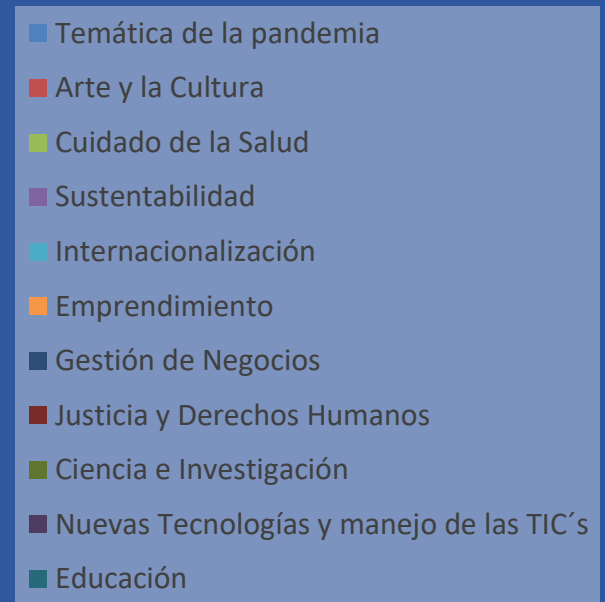 Temática de la pandemia
Arte y la Cultura
Cuidado de la Salud
Sustentabilidad
Internacionalización
Emprendimiento
Gestión de Negocios
Justicia y Derechos Humanos
Ciencia e Investigación
Nuevas Tecnologías y manejo de las TIC´s
Educación